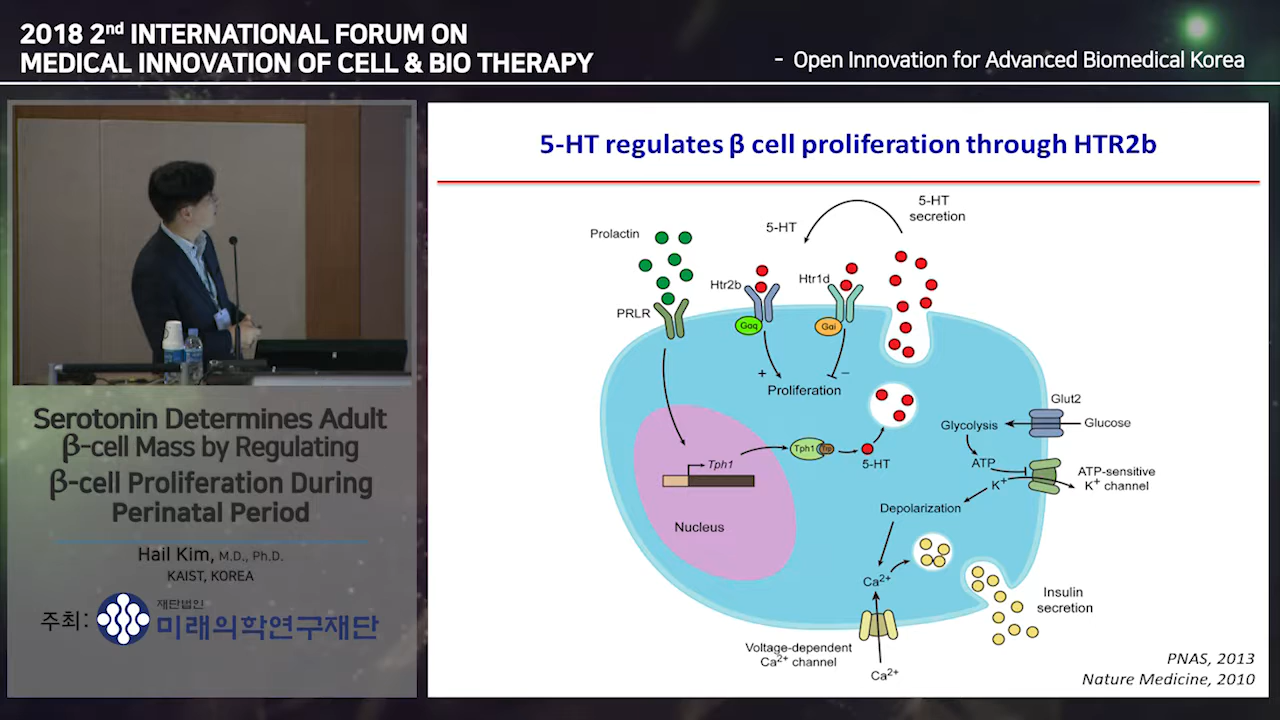 2018 2nd INTERNATIONAL FORUM ON
MEDICAL INNOVATION OF CELL & BIO THERAPY
- Open Innovation for Advanced Biomedical Korea
Serotonin Determines Adult
β-cell Mass by Regulating
β-cell Proliferation During
Perinatal Period
Hail Kim, M.D., Ph.D.
KAIST, KOREA
주최:
재단법인
미래의학연구재단
5-HT regulates β cell proliferation through HTR2b
5-HT
secretion
5-HT
Prolactin
Htr2b
Htr1d
PRLR
Gαq
Gαi
+
−
Proliferation
Glut2
Glycolysis
Glucose
Tph1
Tph1
Trp
5-HT
ATP
ATP-sensitive
K+ channel
K+
Depolarization
Nucleus
Ca2+
Insulin
secretion
Voltage-dependent
Ca2+ channel
Ca2+
PNAS, 2013
Nature Medicine, 2010